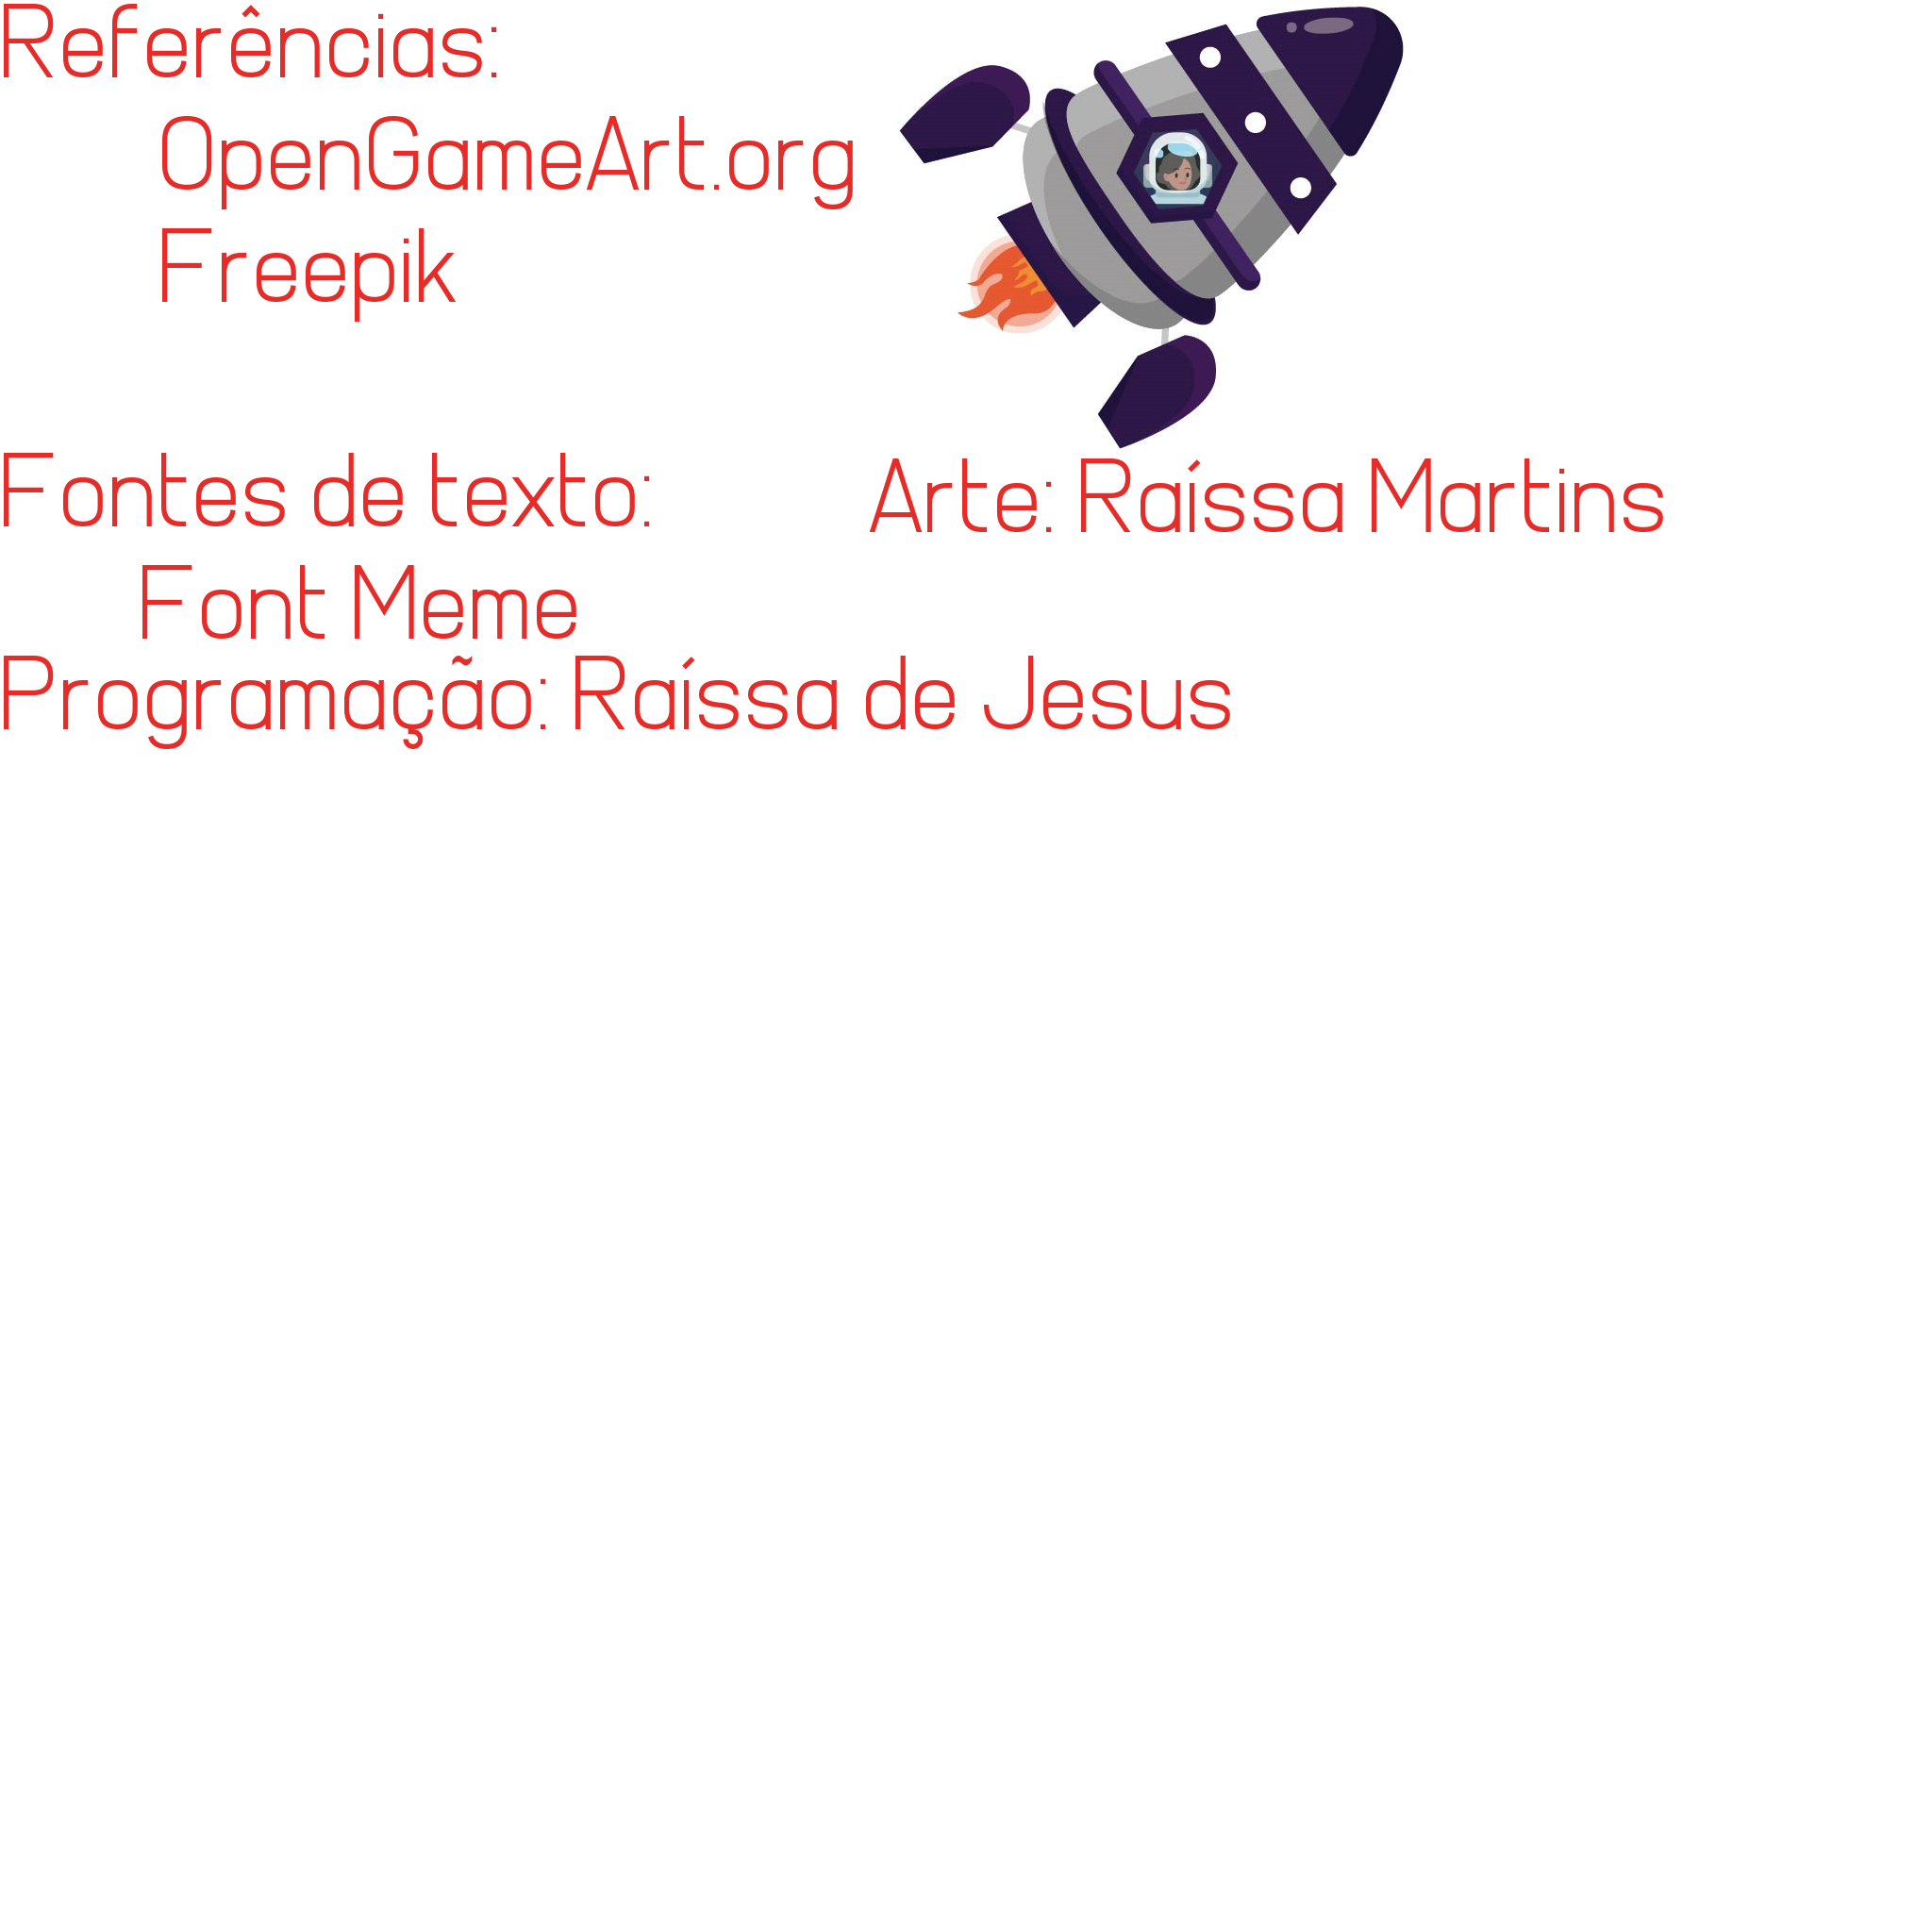 Referências:
OpenGameArt.org
Freepik
Fontes de texto:
Font Meme
Arte: Raíssa Martins
Programação: Raíssa de Jesus